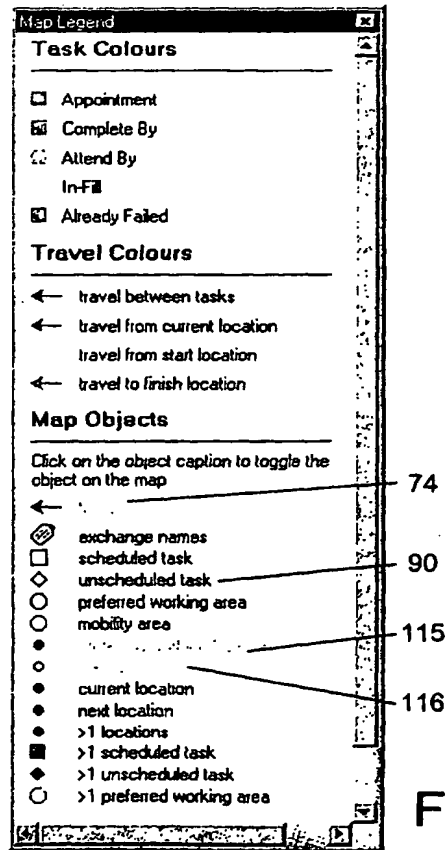 Map Legend
Task Colours
Appointment
Complete By
Attend By
In-Fill
Already Failed
Travel Colours
travel between tasks
travel from current location
travel from start location
travel to finish location
Map Objects
Click on the object caption to toggle the
object on the map
74
exchange names
scheduled task
unscheduled task
90
preferred working area
mobility area
115
116
current location
next location
>1 locations
>1 scheduled task
>1 unscheduled task
>1 preferred working area
F